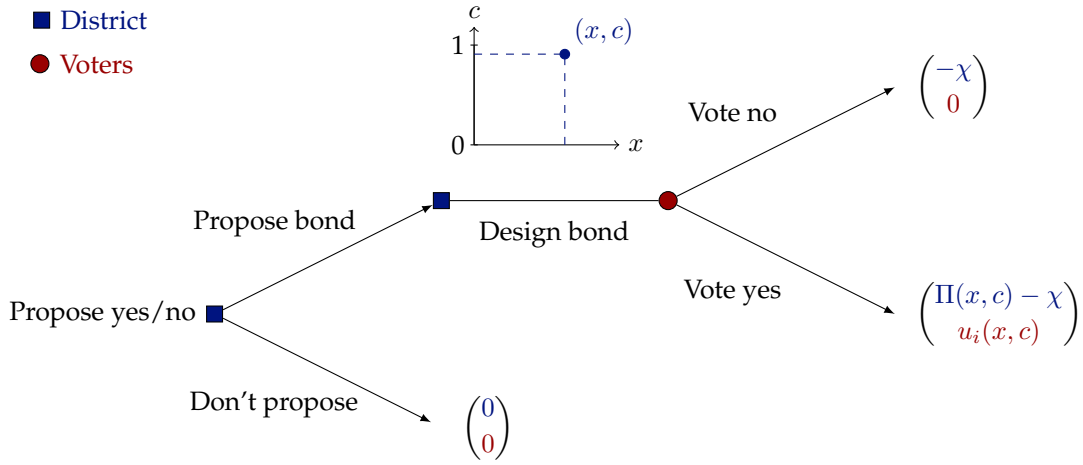 District
Voters
c
1
0
x
(x, c)
Vote no
(−χ
0)
Propose bond
Design bond
Vote yes
(Π(x, c) − χ
u_i(x, c))
Propose yes/no
Don't propose
(0
0)